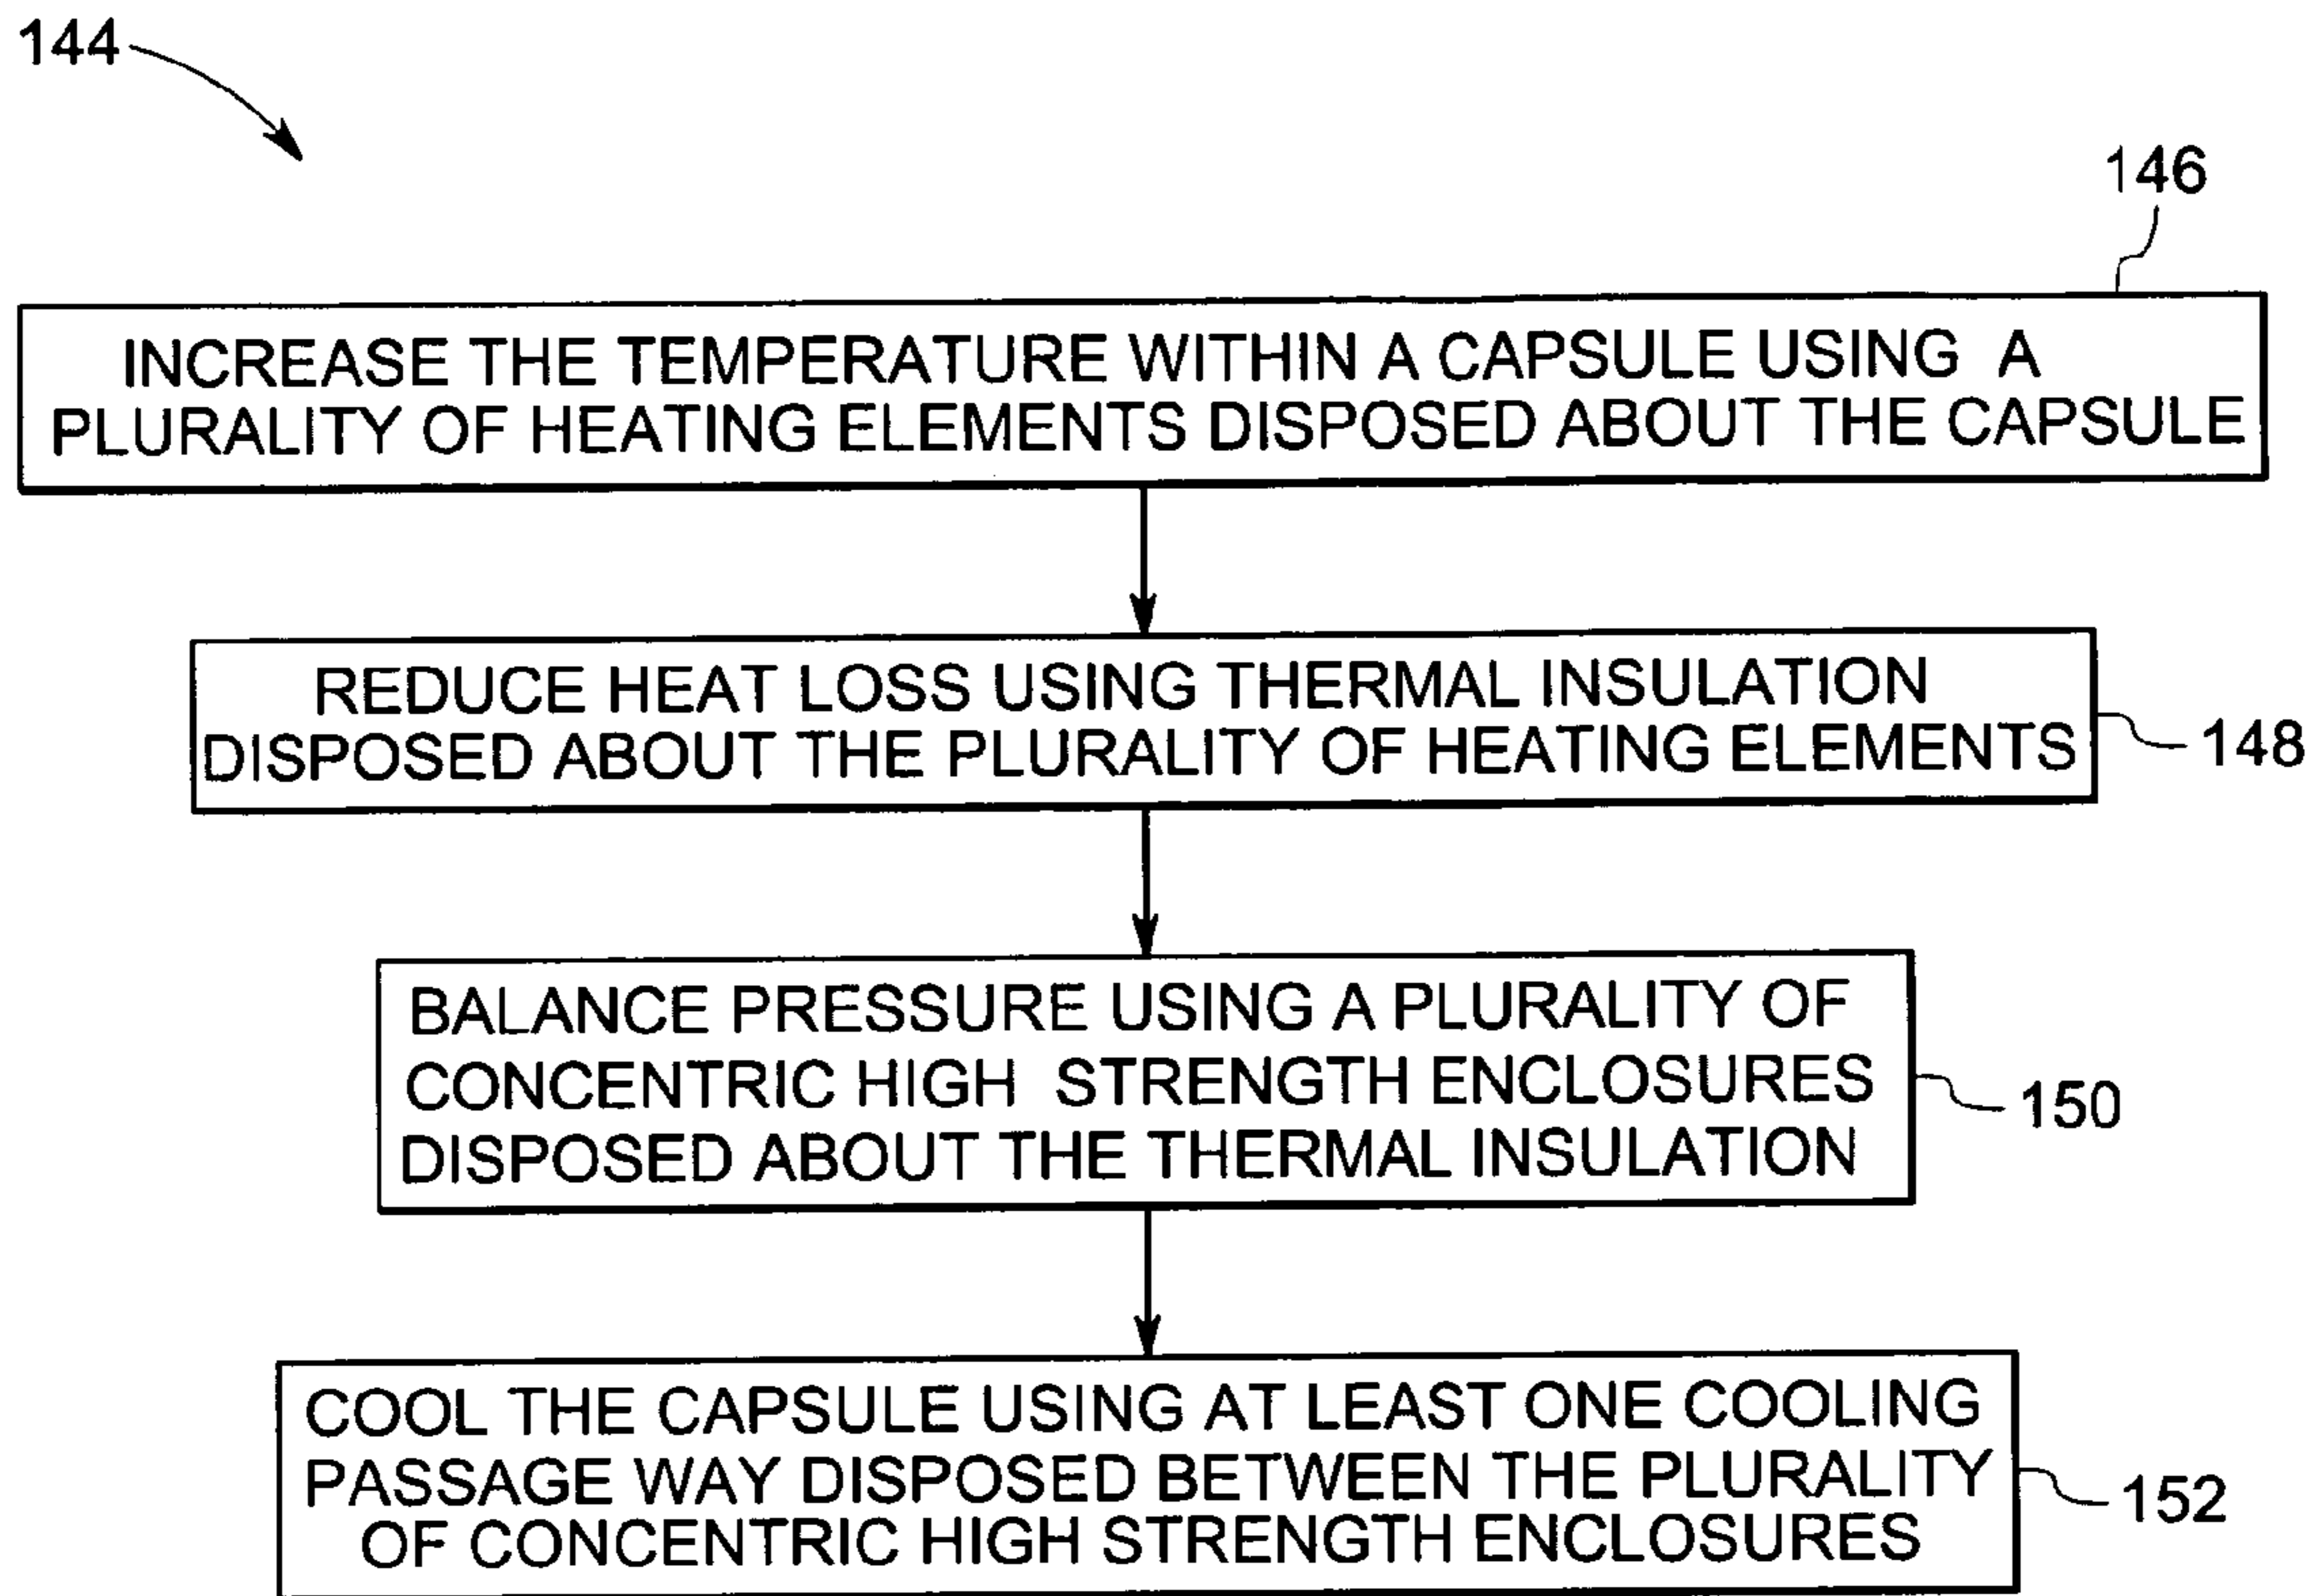 144
146
INCREASE THE TEMPERATURE WITHIN A CAPSULE USING A
PLURALITY OF HEATING ELEMENTS DISPOSED ABOUT THE CAPSULE
REDUCE HEAT LOSS USING THERMAL INSULATION
DISPOSED ABOUT THE PLURALITY OF HEATING ELEMENTS
148
BALANCE PRESSURE USING A PLURALITY OF
CONCENTRIC HIGH STRENGTH ENCLOSURES
DISPOSED ABOUT THE THERMAL INSULATION
150
COOL THE CAPSULE USING AT LEAST ONE COOLING
PASSAGE WAY DISPOSED BETWEEN THE PLURALITY
OF CONCENTRIC HIGH STRENGTH ENCLOSURES
152